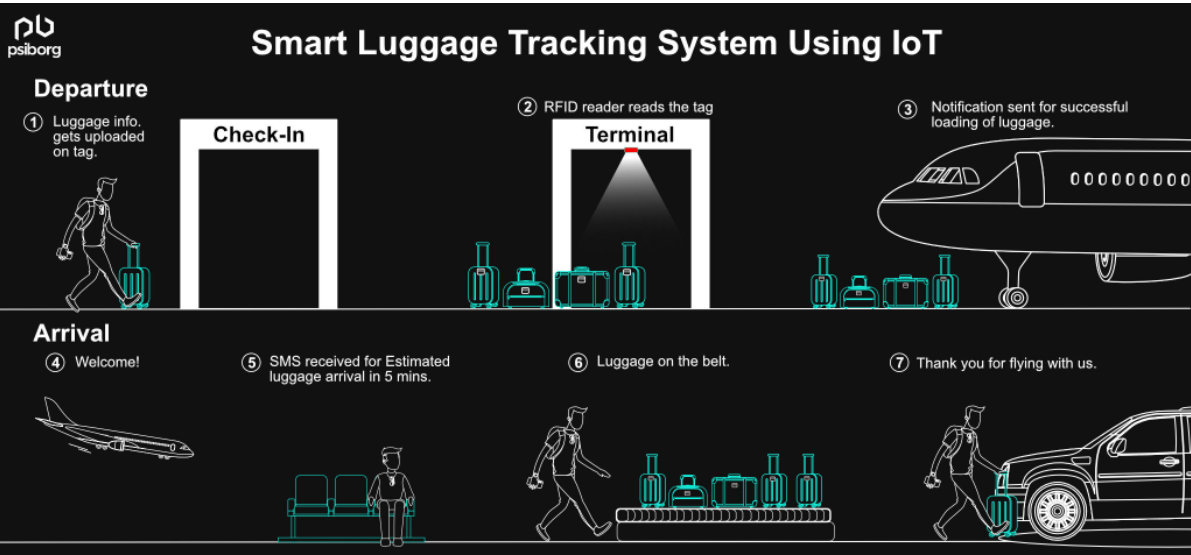 psiborg
Smart Luggage Tracking System Using IoT
Departure
1 Luggage info.
gets uploaded
on tag.
Check-In
2 RFID reader reads the tag
Terminal
3 Notification sent for successful
loading of luggage.
Arrival
4 Welcome!
5 SMS received for Estimated
luggage arrival in 5 mins.
6 Luggage on the belt.
7 Thank you for flying with us.